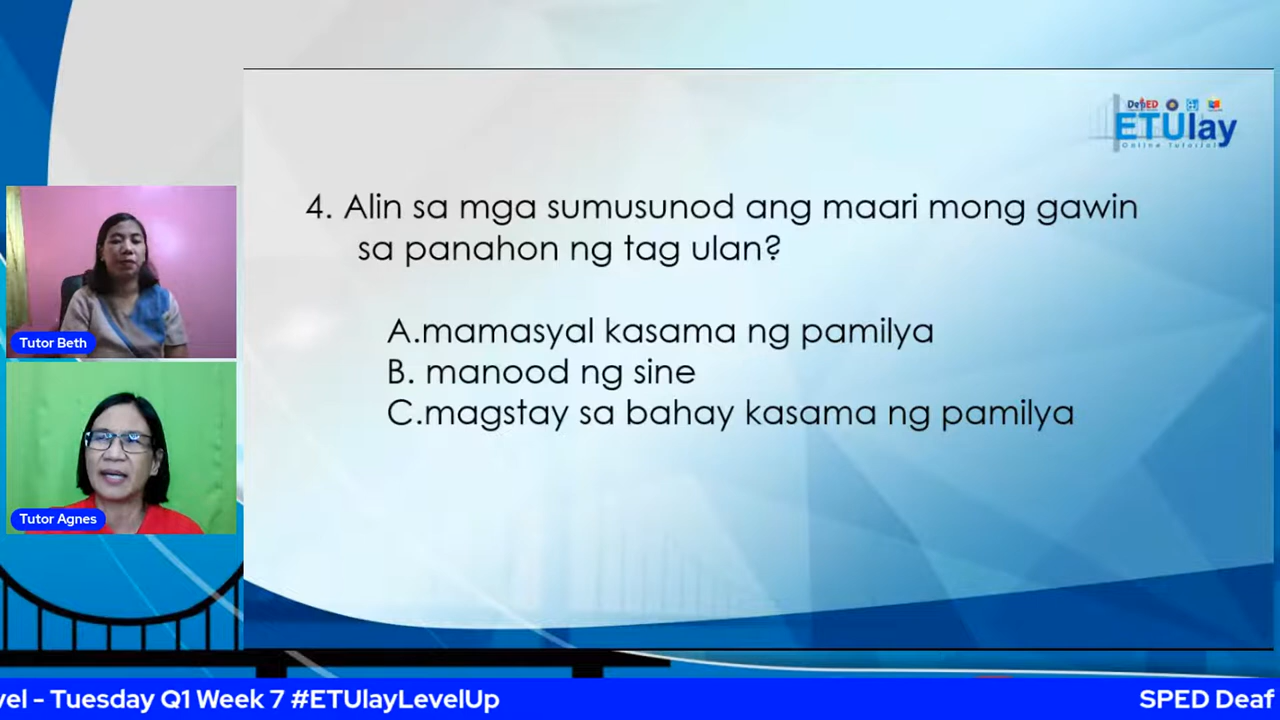 DepED
ETUlay
Online Tutorial
4. Alin sa mga sumusunod ang maari mong gawin
sa panahon ng tag ulan?
A.mamasyal kasama ng pamilya
B. manood ng sine
C.magstay sa bahay kasama ng pamilya
Tutor Beth
Tutor Agnes
vel - Tuesday Q1 Week 7 #ETUlayLevelUp
SPED Deaf